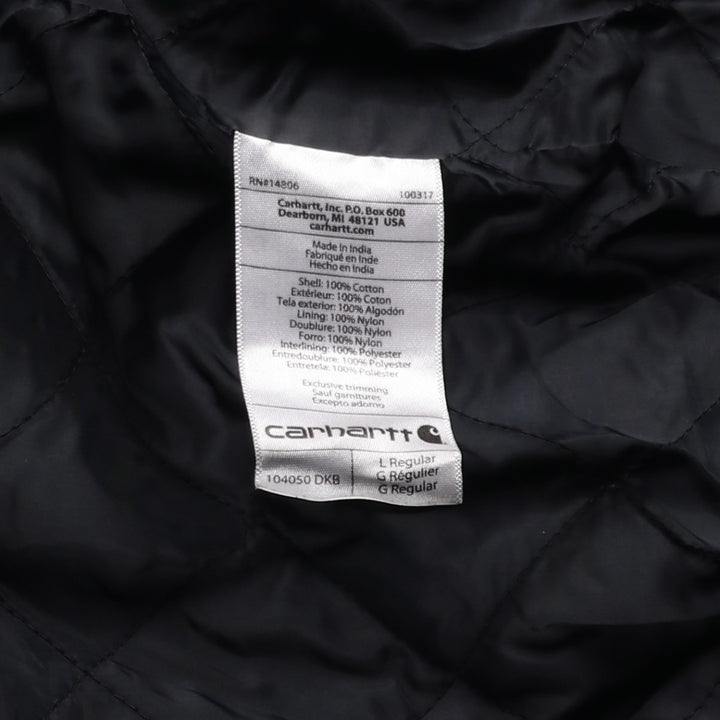 RN#14806 100317
Carhartt, Inc. P.O. Box 600
Dearborn, MI 48121 USA
carhartt.com
Made in India
Fabriqué en Inde
Hecho en India
Shell: 100% Cotton
Extérieur: 100% Coton
Tela exterior: 100% Algodón
Lining: 100% Nylon
Doublure: 100% Nylon
Forro: 100% Nylon
Interlining: 100% Polyester
Entredoublure: 100% Polyester
Entretela: 100% Poliéster
Exclusive trimming
Sauf garnitures
Excepto adorno
carhartt
104050 DKB
L Regular
G Régulier
G Regular